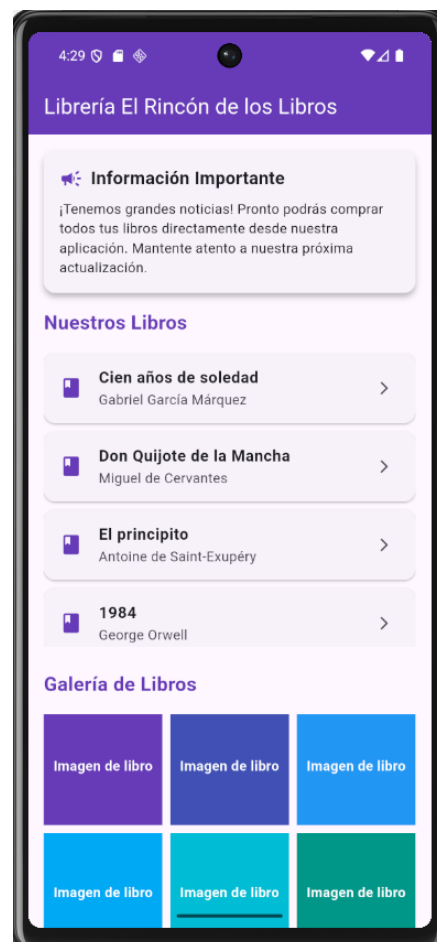 4:29
Librería El Rincón de los Libros
Información Importante
¡Tenemos grandes noticias! Pronto podrás comprar
todos tus libros directamente desde nuestra
aplicación. Mantente atento a nuestra próxima
actualización.
Nuestros Libros
Cien años de soledad
Gabriel García Márquez
Don Quijote de la Mancha
Miguel de Cervantes
El principito
Antoine de Saint-Exupéry
1984
George Orwell
Galería de Libros
Imagen de libro
Imagen de libro
Imagen de libro
Imagen de libro
Imagen de libro
Imagen de libro